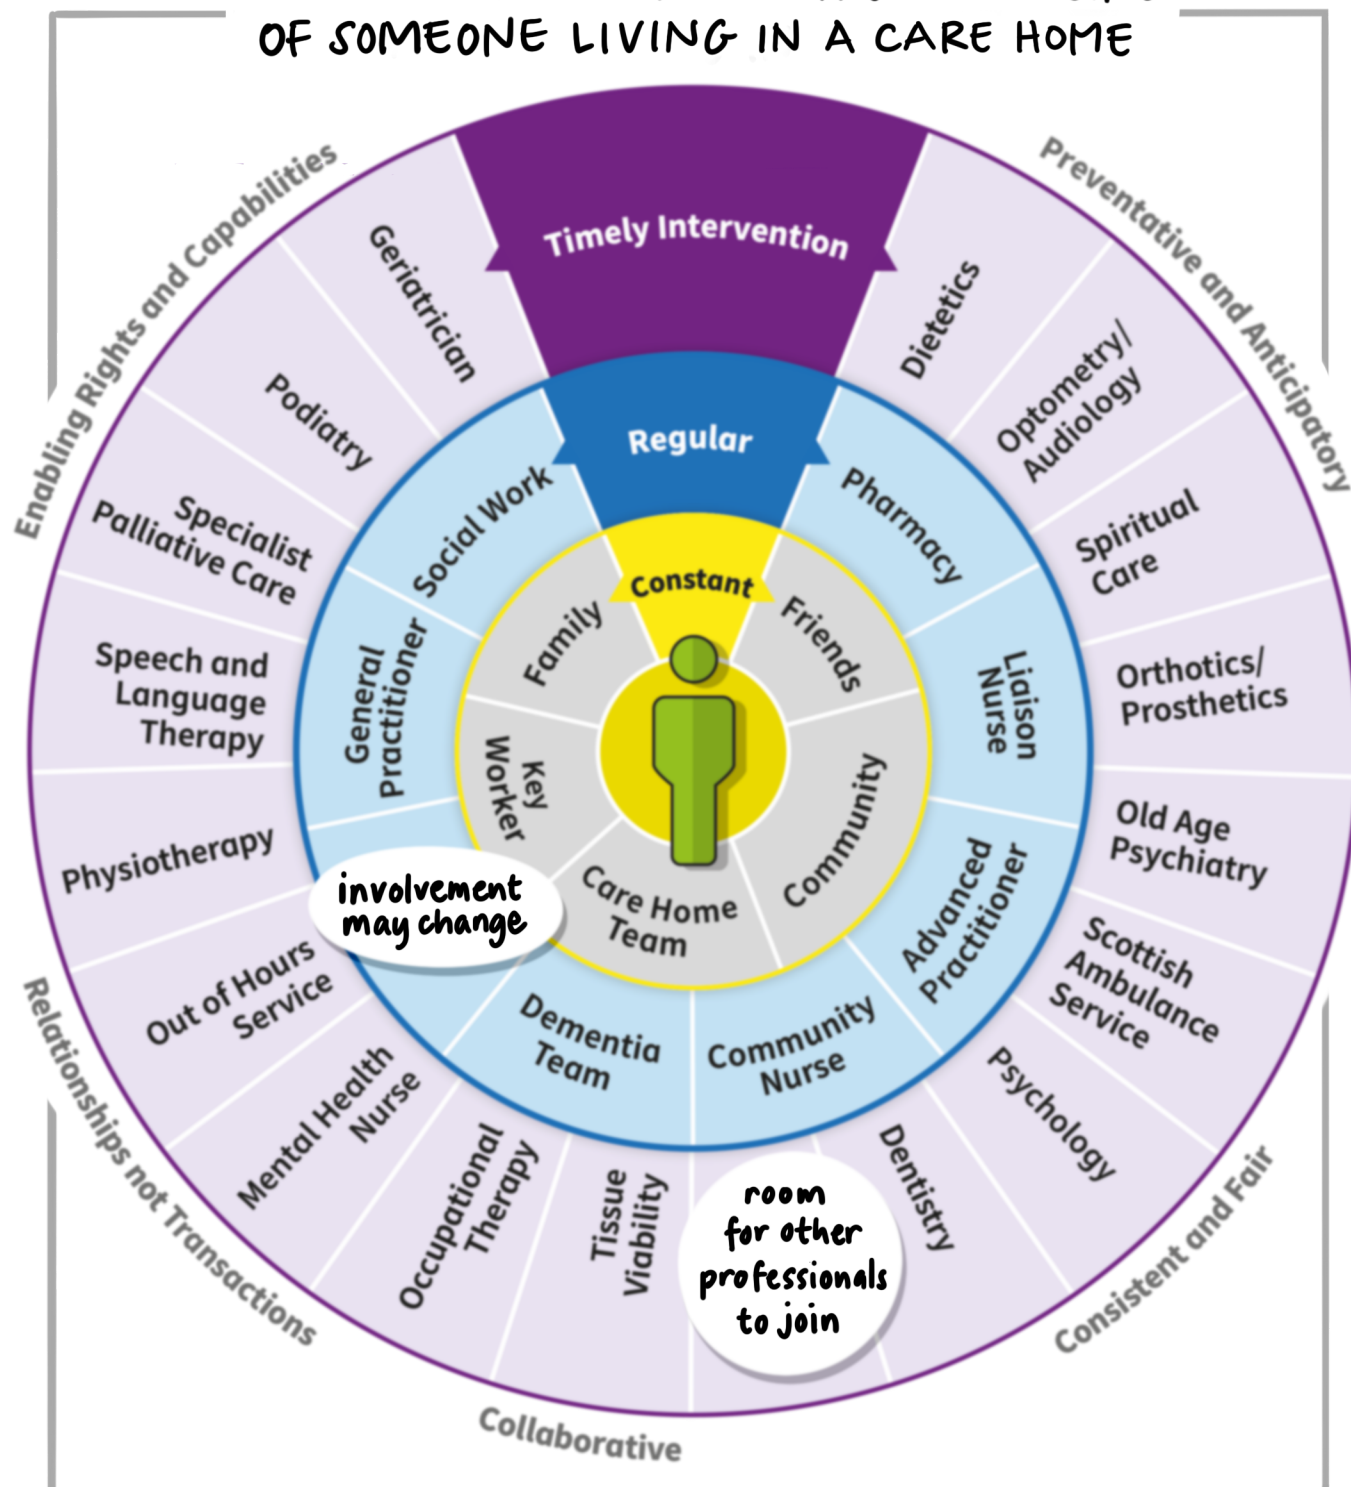 OF SOMEONE LIVING IN A CARE HOME
Timely Intervention
Regular
Constant
Enabling Rights and Capabilities
Preventative and Anticipatory
Consistent and Fair
Collaborative
Relationships not Transactions
Geriatrician
Podiatry
Specialist
Palliative Care
Speech and
Language
Therapy
Physiotherapy
Out of Hours
Service
Mental Health
Nurse
Occupational
Therapy
Tissue
Viability
room
for other
professionals
to join
Dentistry
Psychology
Scottish
Ambulance
Service
Old Age
Psychiatry
Orthotics/
Prosthetics
Spiritual
Care
Optometry/
Audiology
Dietetics
Social Work
General
Practitioner
involvement
may change
Dementia
Team
Community
Nurse
Advanced
Practitioner
Liaison
Nurse
Pharmacy
Family
Key
Worker
Care Home
Team
Community
Friends